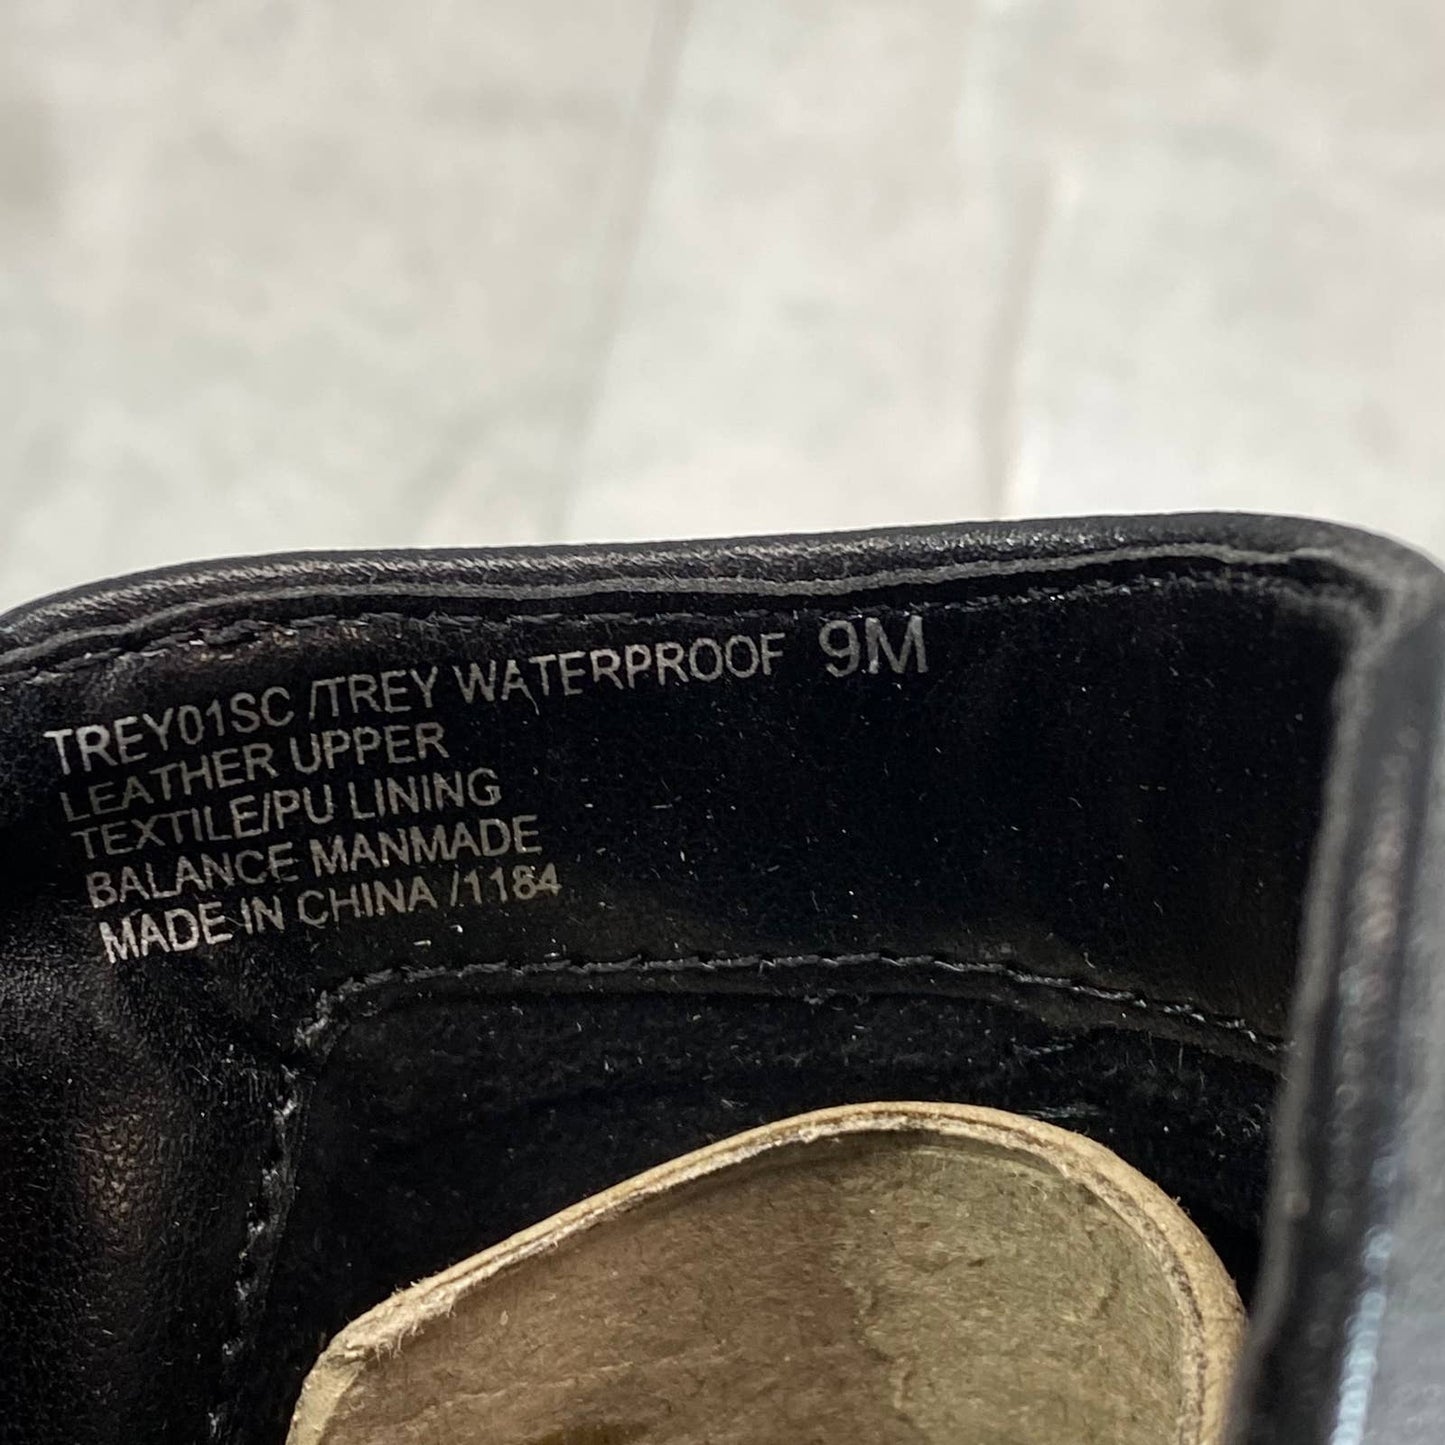 TREY01SC /TREY WATERPROOF 9M
LEATHER UPPER
TEXTILE/PU LINING
BALANCE MANMADE
MADE IN CHINA /1184